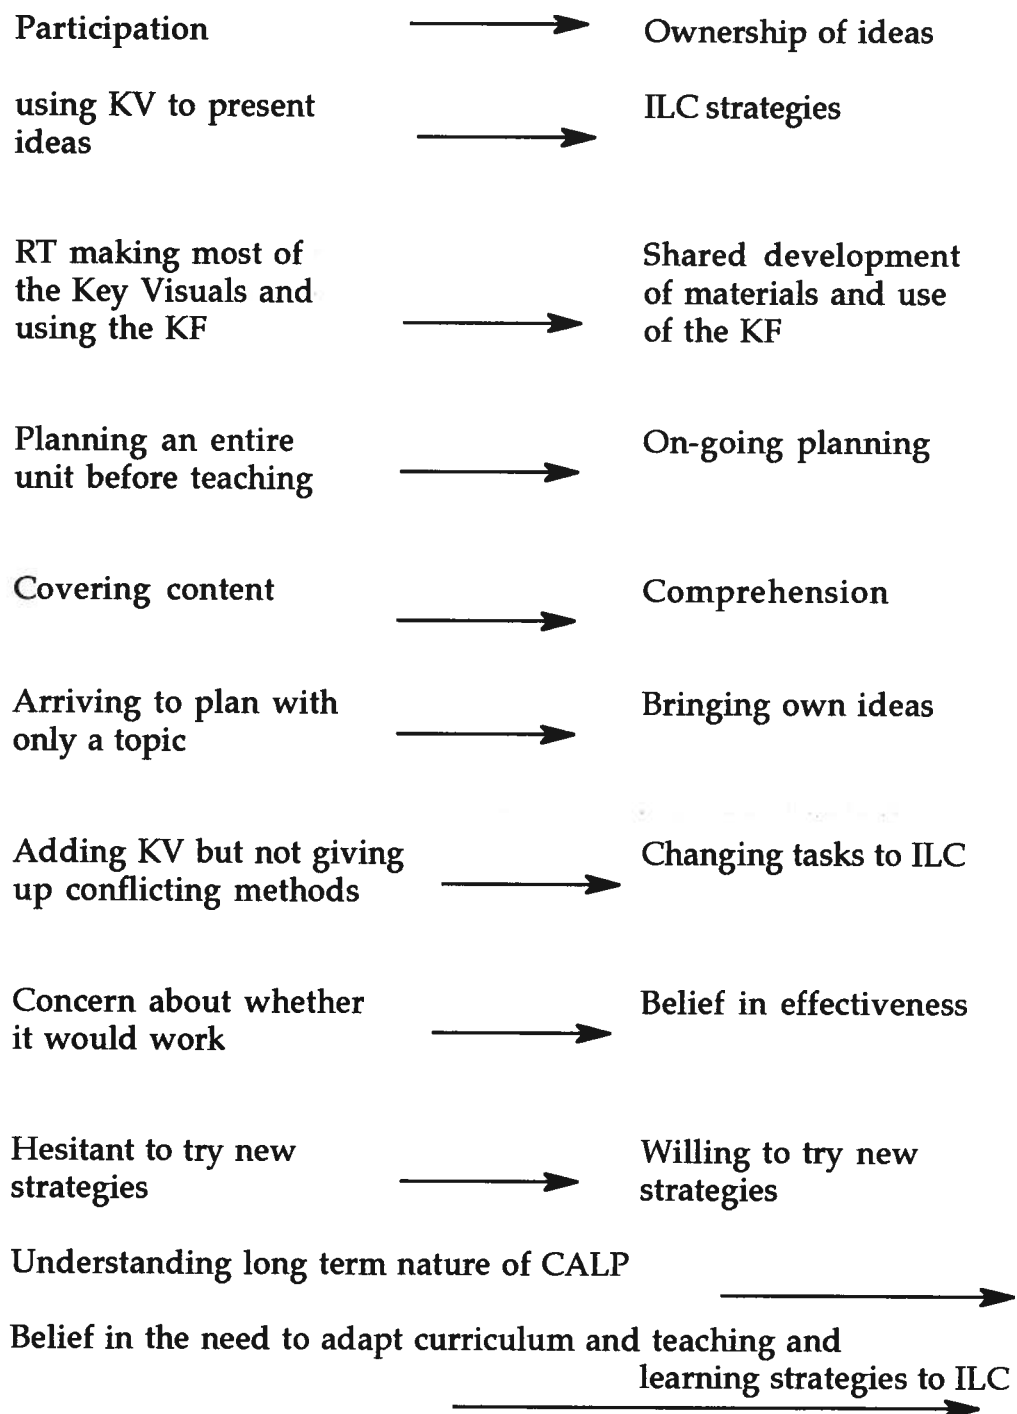 Participation
Ownership of ideas
using KV to present
ideas
ILC strategies
RT making most of
the Key Visuals and
using the KF
Shared development
of materials and use
of the KF
Planning an entire
unit before teaching
On-going planning
Covering content
Comprehension
Arriving to plan with
only a topic
Bringing own ideas
Adding KV but not giving
up conflicting methods
Changing tasks to ILC
Concern about whether
it would work
Belief in effectiveness
Hesitant to try new
strategies
Willing to try new
strategies
Understanding long term nature of CALP
Belief in the need to adapt curriculum and teaching and
learning strategies to ILC